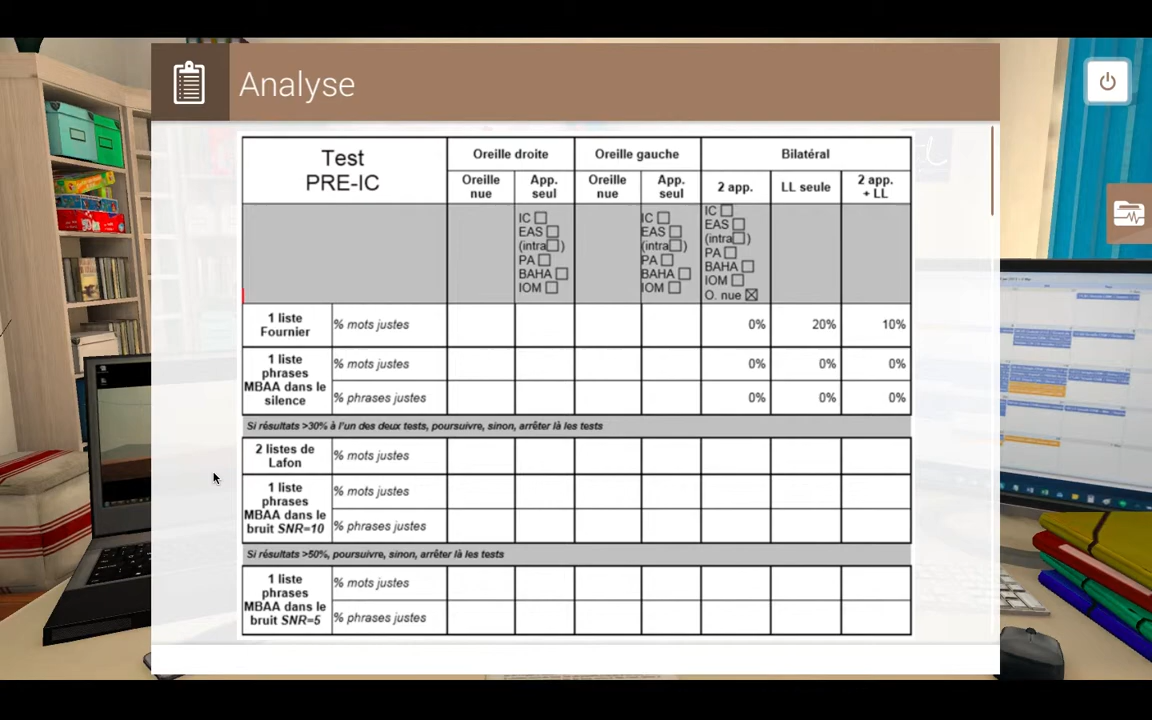 Analyse
Test
PRE-IC
Oreille droite
Oreille gauche
Bilatéral
Oreille nue
App. seul
Oreille nue
App. seul
2 app.
LL seule
2 app. + LL
IC ☐
EAS ☐
(intra☐)
PA ☐
BAHA ☐
IOM ☐
IC ☐
EAS ☐
(intra☐)
PA ☐
BAHA ☐
IOM ☐
IC ☐
EAS ☐
(intra☐)
PA ☐
BAHA ☐
IOM ☐
O. nue ☒
1 liste
Fournier
% mots justes
0%
20%
10%
1 liste
phrases
MBAA dans le
silence
% mots justes
0%
0%
0%
% phrases justes
0%
0%
0%
Si résultats >30% à l'un des deux tests, poursuivre, sinon, arrêter là les tests
2 listes de
Lafon
% mots justes
1 liste
phrases
MBAA dans le
bruit SNR=10
% mots justes
% phrases justes
Si résultats >50%, poursuivre, sinon, arrêter là les tests
1 liste
phrases
MBAA dans le
bruit SNR=5
% mots justes
% phrases justes